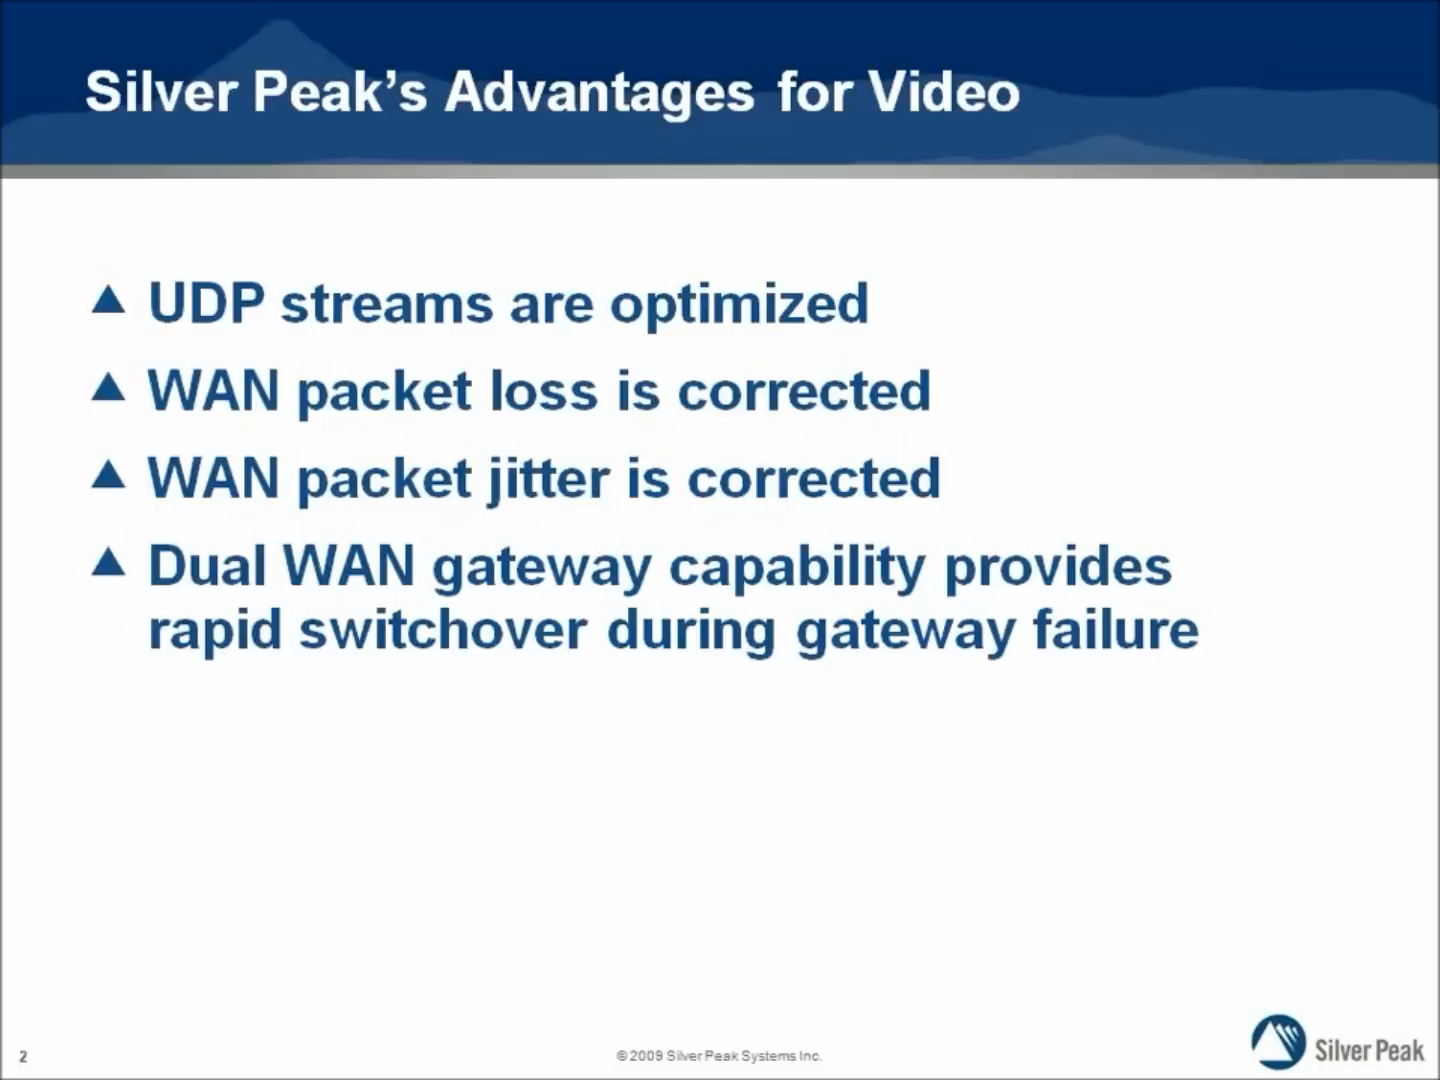 Silver Peak’s Advantages for Video
UDP streams are optimized
WAN packet loss is corrected
WAN packet jitter is corrected
Dual WAN gateway capability provides
rapid switchover during gateway failure
2
©2009 Silver Peak Systems Inc.
Silver Peak